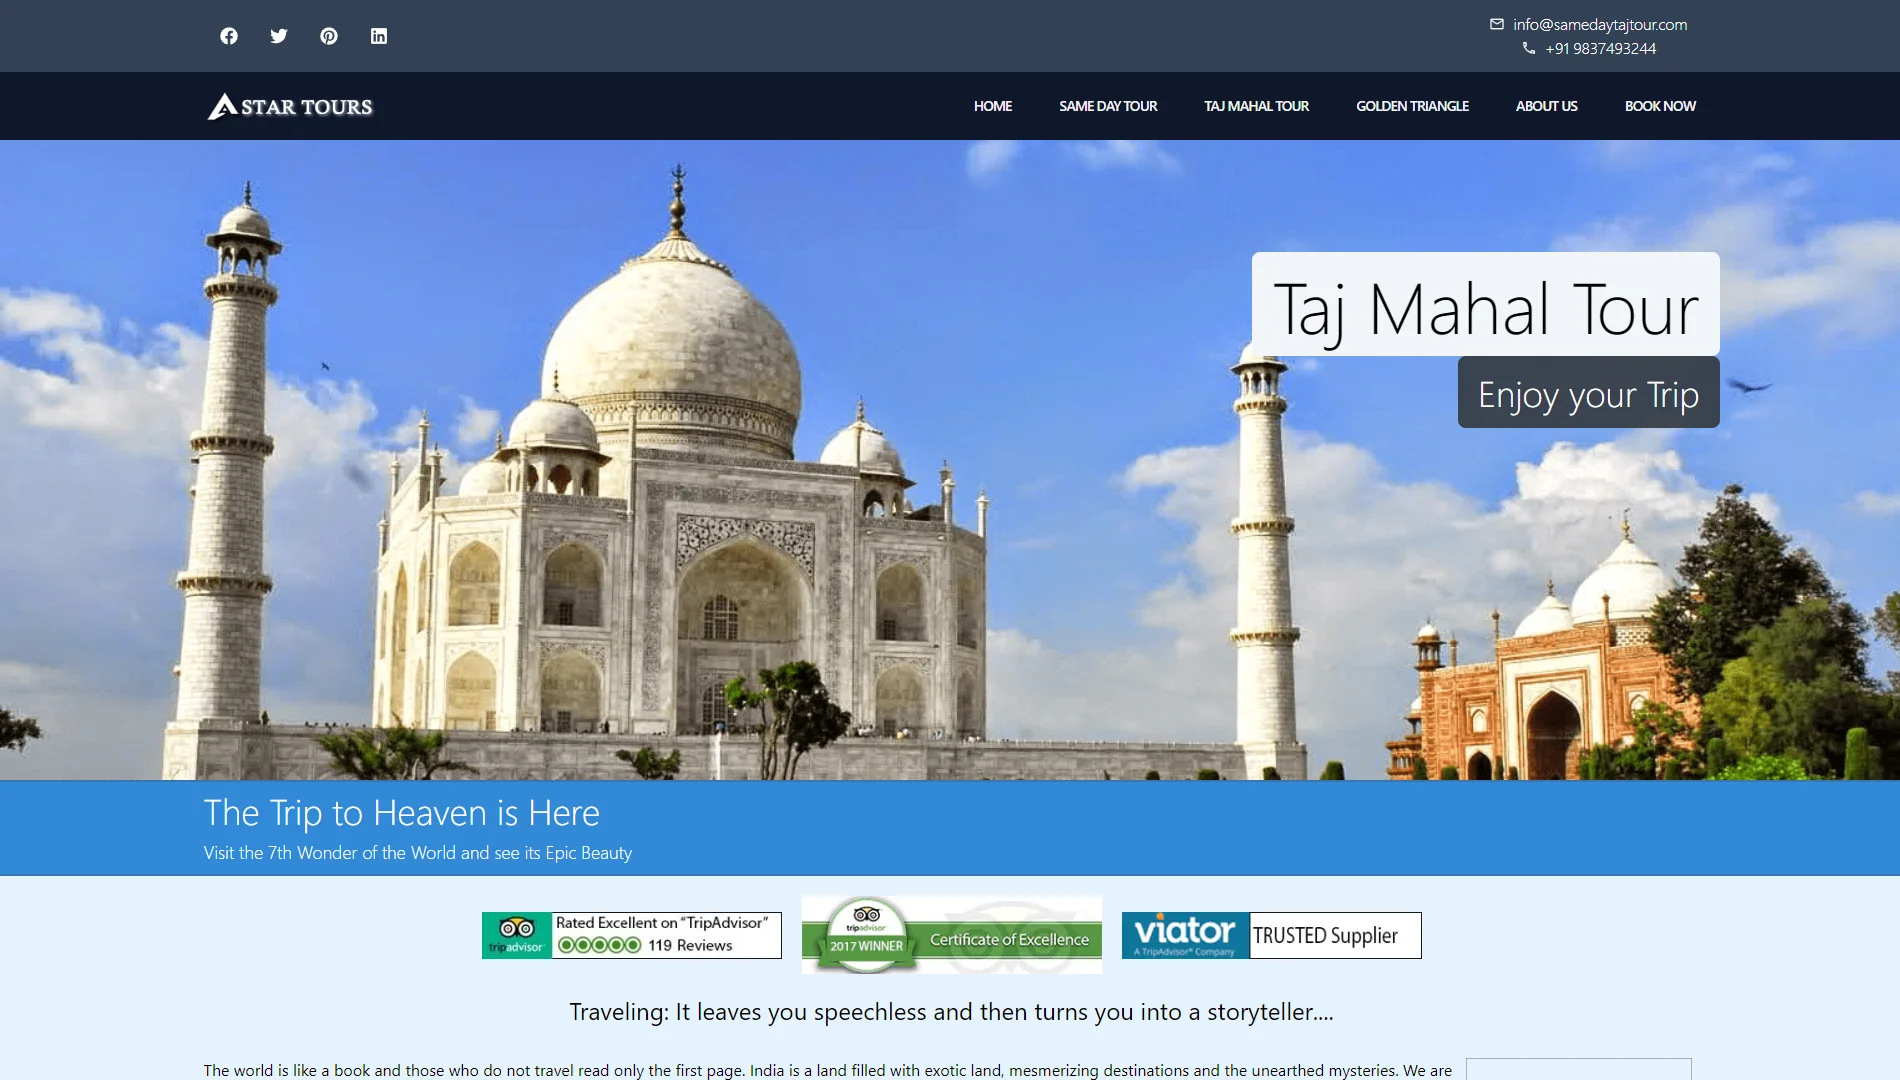 info@samedaytajtour.com
+91 9837493244
STAR TOURS
HOME SAME DAY TOUR TAJ MAHAL TOUR GOLDEN TRIANGLE ABOUT US BOOK NOW
Taj Mahal Tour
Enjoy your Trip
The Trip to Heaven is Here
Visit the 7th Wonder of the World and see its Epic Beauty
tripadvisor
Rated Excellent on “TripAdvisor”
119 Reviews
tripadvisor
2017 WINNER
Certificate of Excellence
viator
A TripAdvisor® Company
TRUSTED Supplier
Traveling: It leaves you speechless and then turns you into a storyteller....
The world is like a book and those who do not travel read only the first page. India is a land filled with exotic land, mesmerizing destinations and the unearthed mysteries. We are